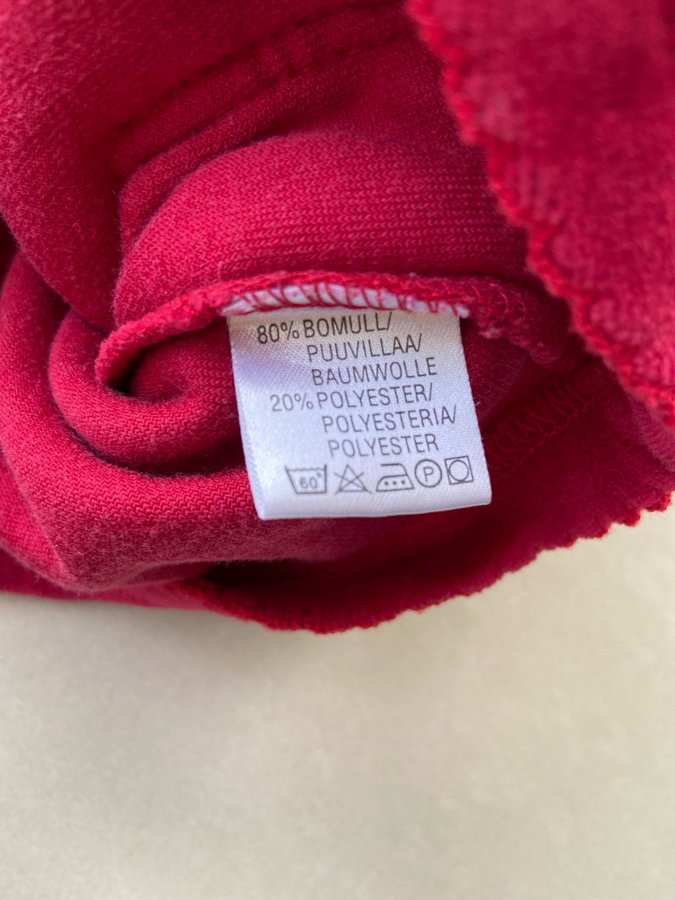 80% BOMULL/
PUUVILLAA/
BAUMWOLLE
20% POLYESTER/
POLYESTERIA/
POLYESTER
60° P